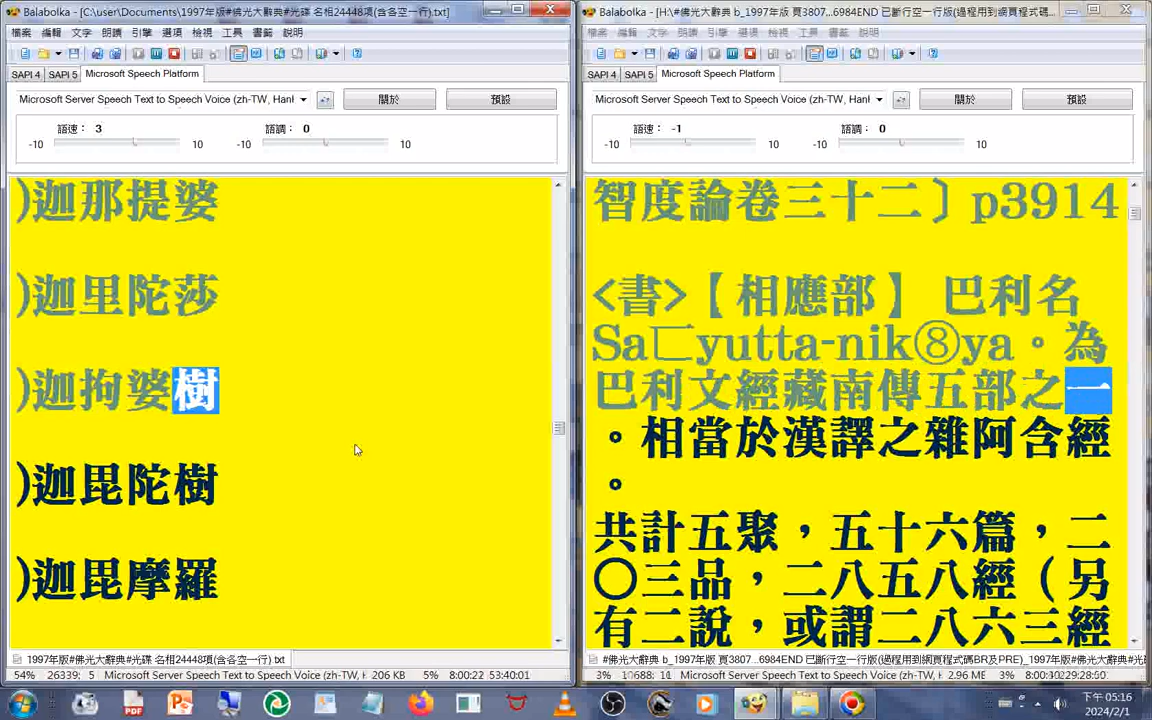 Balabolka - [C:\user\Documents\1997年版#佛光大辭典#光碟 名相24448項(含各空一行).txt]
檔案 編輯 文字 朗讀 引擎 選項 檢視 工具 書籤 說明
SAPI 4 SAPI 5 Microsoft Speech Platform
Microsoft Server Speech Text to Speech Voice (zh-TW, Hanl
關於
預設
語速： 3
語調： 0
-10 10 -10 10
)迦那提婆
)迦里陀莎
)迦拘婆樹
)迦毘陀樹
)迦毘摩羅
1997年版#佛光大辭典#光碟 名相24448項(含各空一行).txt
54% 26339: 5 Microsoft Server Speech Text to Speech Voice (zh-TW, H 206 KB 5% 8:00:22 53:40:01
Balabolka - [H:\#佛光大辭典 b_1997年版 頁3807...6984END 已斷行空一行版(過程用到網頁程式碼...
檔案 編輯 文字 朗讀 引擎 選項 檢視 工具 書籤 說明
SAPI 4 SAPI 5 Microsoft Speech Platform
Microsoft Server Speech Text to Speech Voice (zh-TW, Hanl
關於
預設
語速： -1
語調： 0
-10 10 -10 10
智度論卷三十二〕p3914
<書>【相應部】 巴利名
Sa匚yutta-nik⑧ya。為
巴利文經藏南傳五部之一
。相當於漢譯之雜阿含經
。
共計五聚，五十六篇，二
〇三品，二八五八經（另
有二說，或謂二八六三經
#佛光大辭典 b_1997年版 頁3807...6984END 已斷行空一行版(過程用到網頁程式碼BR及PRE)_1997年版#光
3% 10688: 11 Microsoft Server Speech Text to Speech Voice (zh-TW, H 2.96 ME 3%
下午 05:16
2024/2/1